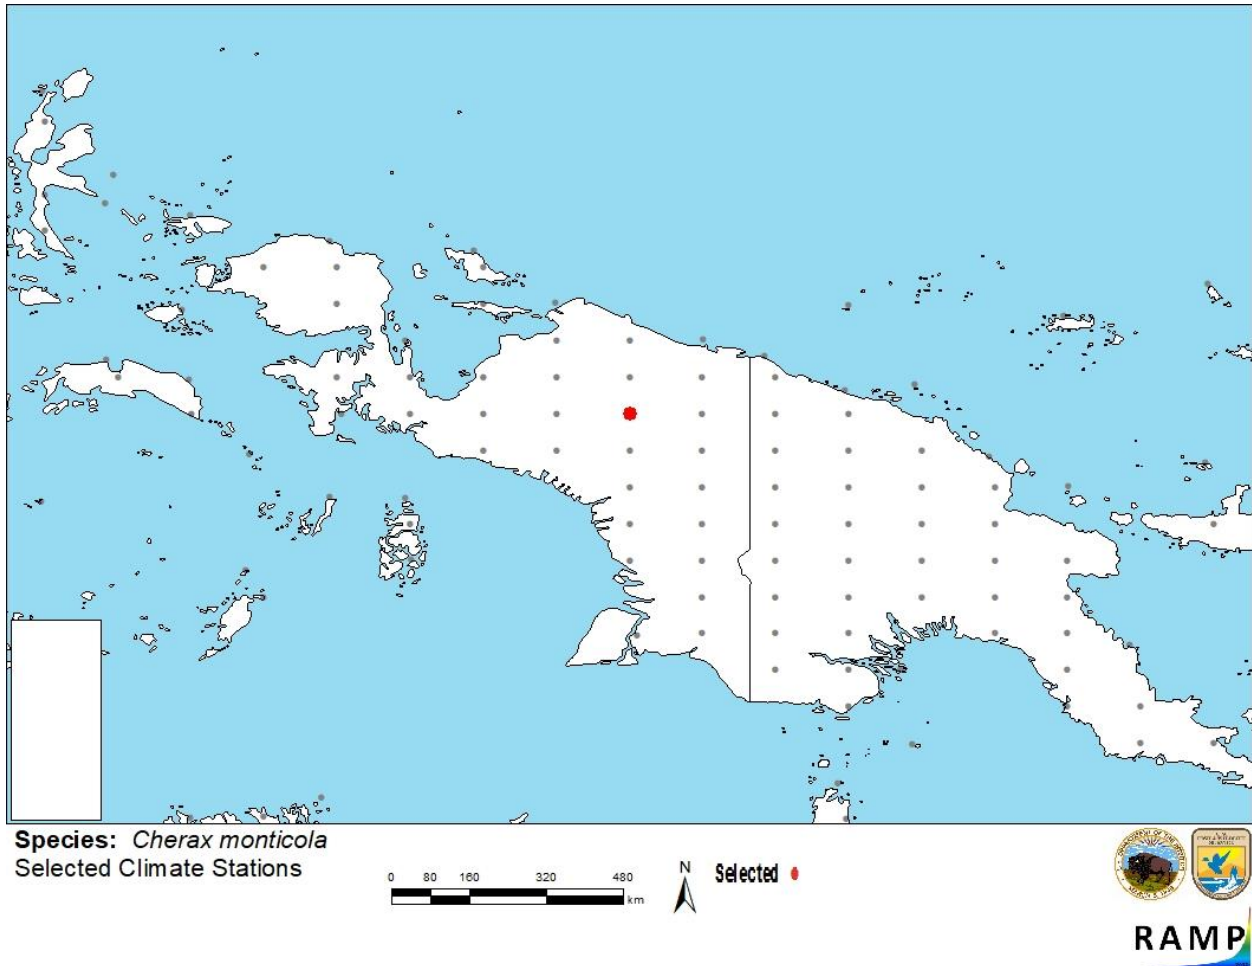 Species: Cherax monticola
Selected Climate Stations
0 80 160 320 480
km
N
Selected
RAMP